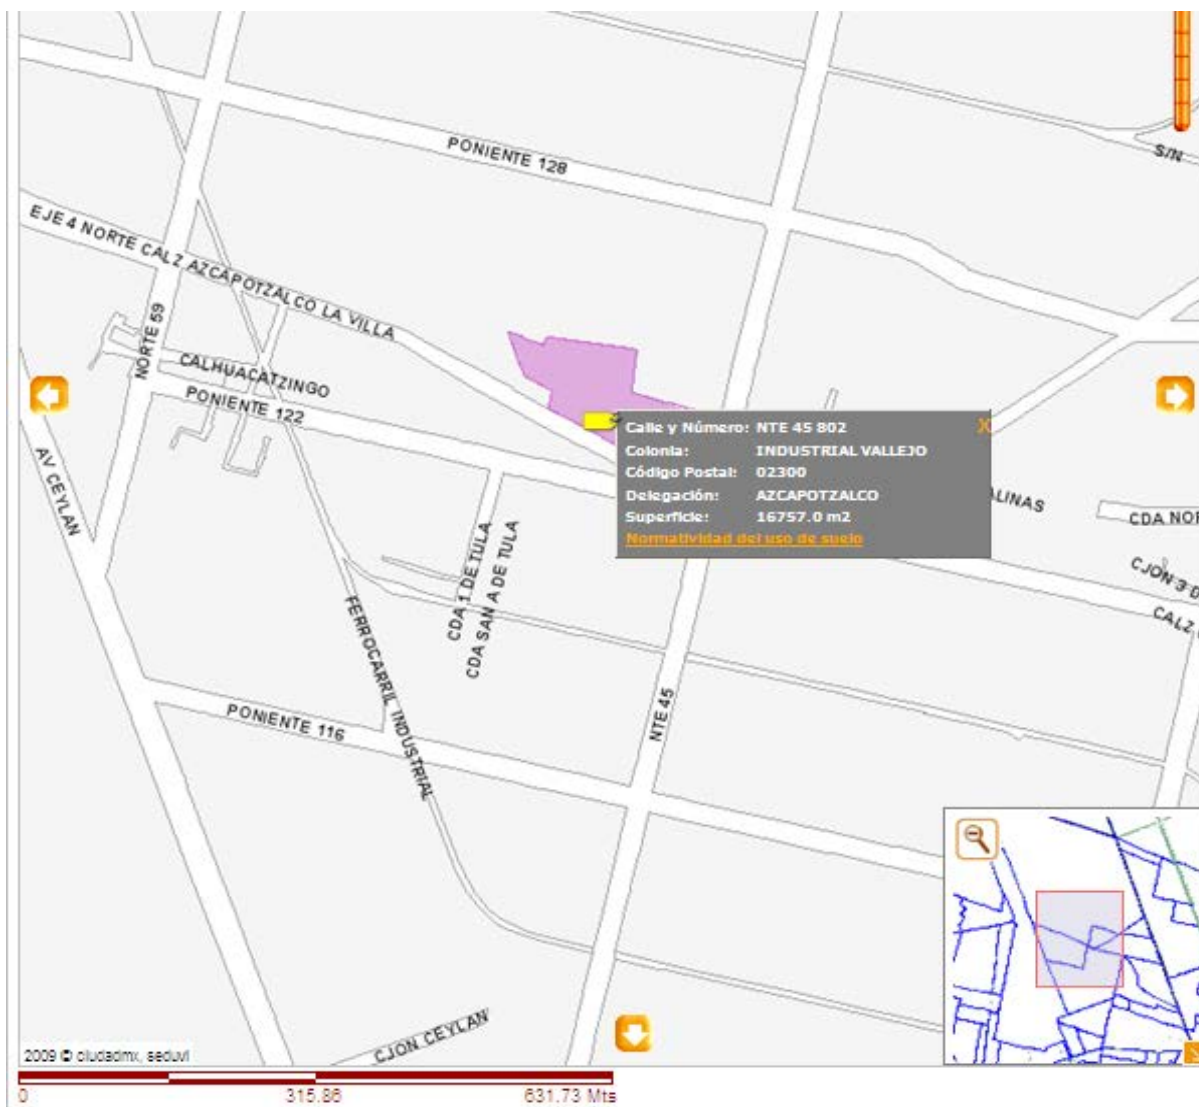 PONIENTE 128
S/N
EJE 4 NORTE CALZ AZCAPOTZALCO LA VILLA
NORTE 59
CALHUACATZINGO
PONIENTE 122
AV CEYLAN
Calle y Número: NTE 45 802
X
Colonia: INDUSTRIAL VALLEJO
Código Postal: 02300
Delegación: AZCAPOTZALCO
Superficie: 16757.0 m2
Normatividad del uso de suelo
ALINAS
CDA NOR
CJON 3 D
CALZ
CDA 1 DE TULA
CDA SAN A DE TULA
FERROCARRIL INDUSTRIAL
NTE 45
PONIENTE 116
CJON CEYLAN
2009 © ciudadmx, seduvi
0 315.86 631.73 Mts